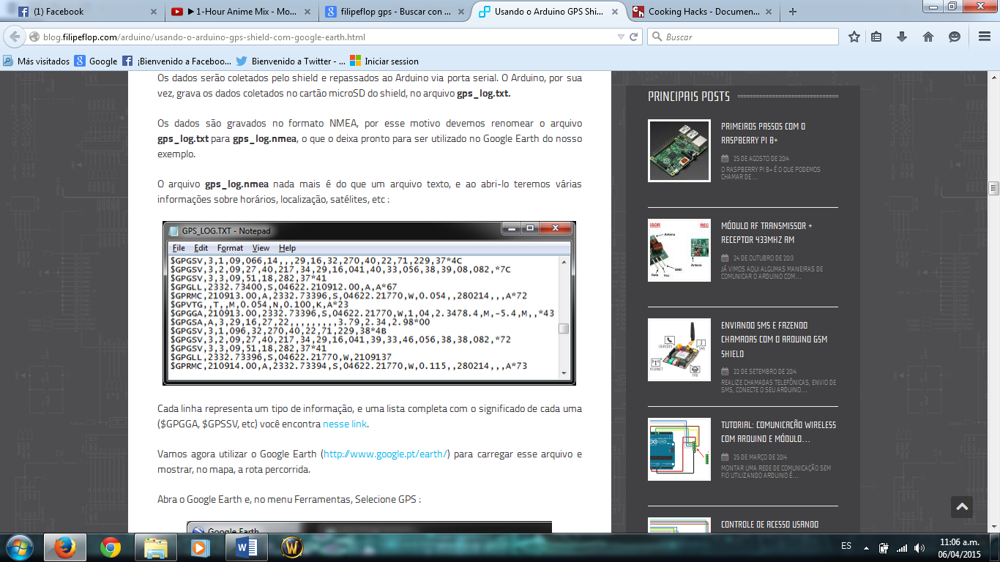 (1) Facebook
▶ 1-Hour Anime Mix - Mo...
filipeflop gps - Buscar con ...
Usando o Arduino GPS Shi...
Cooking Hacks - Documen...
blog.filipeflop.com/arduino/usando-o-arduino-gps-shield-com-google-earth.html
Buscar
Más visitados
Google
¡Bienvenido a Faceboo...
Bienvenido a Twitter - ...
Iniciar session
Os dados serão coletados pelo shield e repassados ao Arduino via porta serial. O Arduino, por sua
vez, grava os dados coletados no cartão microSD do shield, no arquivo gps_log.txt.
Os dados são gravados no formato NMEA, por esse motivo devemos renomear o arquivo
gps_log.txt para gps_log.nmea, o que o deixa pronto para ser utilizado no Google Earth do nosso
exemplo.
O arquivo gps_log.nmea nada mais é do que um arquivo texto, e ao abri-lo teremos várias
informações sobre horários, localização, satélites, etc :
GPS_LOG.TXT - Notepad
File Edit Format View Help
$GPGSV,3,1,09,066,14,,,29,16,32,270,40,22,71,229,37*4C
$GPGSV,3,2,09,27,40,217,34,29,16,041,40,33,056,38,39,08,082,*7C
$GPGSV,3,3,09,51,18,282,37*41
$GPGLL,2332.73400,S,04622.210912.00,A,A*67
$GPRMC,210913.00,A,2332.73396,S,04622.21770,W,0.054,,280214,,,A*72
$GPVTG,,T,,M,0.054,N,0.100,K,A*23
$GPGGA,210913.00,2332.73396,S,04622.21770,W,1,04,2.3478.4,M,-5.4,M,,*43
$GPGSA,A,3,29,16,27,22,,,,,,,,,3.79,2.34,2.98*00
$GPGSV,3,1,096,32,270,40,22,71,229,38*4B
$GPGSV,3,2,09,27,40,217,34,29,16,041,39,33,46,056,38,38,082,*72
$GPGSV,3,3,09,51,18,282,37*41
$GPGLL,2332.73396,S,04622.21770,W,2109137
$GPRMC,210914.00,A,2332.73394,S,04622.21770,W,0.115,,280214,,,A*73
Cada linha representa um tipo de informação, e uma lista completa com o significado de cada uma
($GPGGA, $GPSSV, etc) você encontra nesse link.
Vamos agora utilizar o Google Earth (http://www.google.pt/earth/) para carregar esse arquivo e
mostrar, no mapa, a rota percorrida.
Abra o Google Earth e, no menu Ferramentas, Selecione GPS :
Google Earth
PRINCIPAIS POSTS
PRIMEIROS PASSOS COM O
RASPBERRY PI B+
25 DE AGOSTO DE 2014
O RASPBERRY PI B+ É O QUE PODEMOS
CHAMAR DE...
SSOR
REC
Antena
Data
Vcc
GND
Antena
MÓDULO RF TRANSMISSOR +
RECEPTOR 433MHZ AM
24 DE OUTUBRO DE 2013
JÁ VIMOS AQUI ALGUMAS MANEIRAS DE
COMUNICAR O ARDUINO COM...
LIGAÇÕES
SMS
INTERNET
ENVIANDO SMS E FAZENDO
CHAMADAS COM O ARDUINO GSM
SHIELD
22 DE SETEMBRO DE 2014
REALIZE CHAMADAS TELEFÔNICAS, ENVIO DE
SMS, CONECTE O SEU ARDUINO...
TUTORIAL: COMUNICAÇÃO WIRELESS
COM ARDUINO E MÓDULO...
25 DE MARÇO DE 2014
MONTAR UMA REDE DE COMUNICAÇÃO SEM
FIO UTILIZANDO ARDUINO É...
CONTROLE DE ACESSO USANDO
ES
11:06 a.m.
06/04/2015